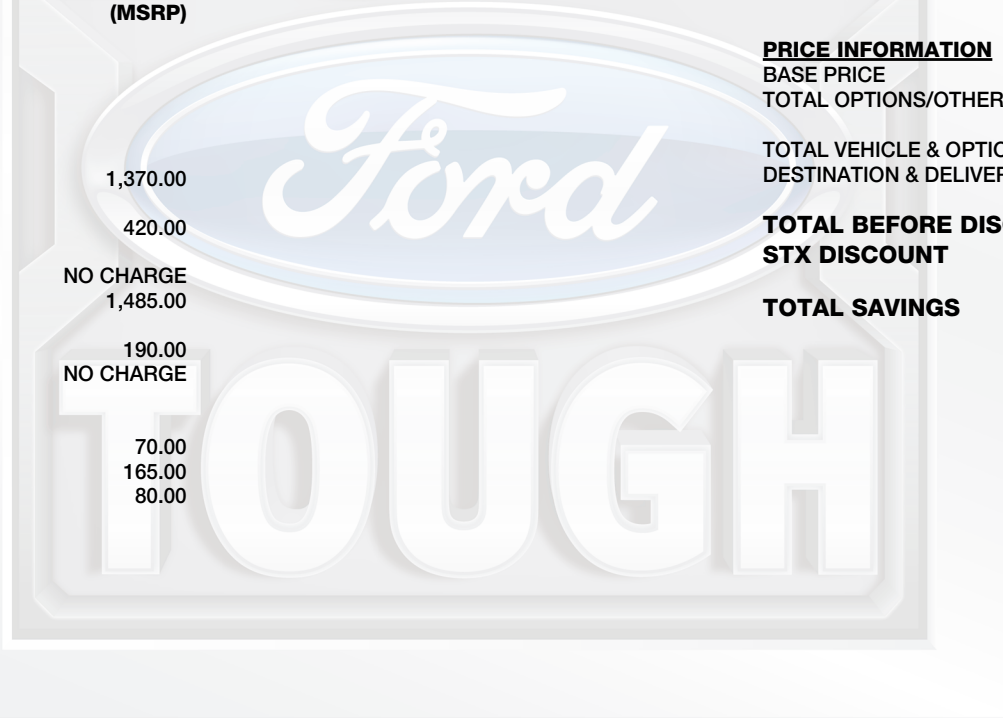 (MSRP)
1,370.00
420.00
NO CHARGE
1,485.00
190.00
NO CHARGE
70.00
165.00
80.00
PRICE INFORMATION
BASE PRICE
TOTAL OPTIONS/OTHER
TOTAL VEHICLE & OPTIO
DESTINATION & DELIVER
TOTAL BEFORE DIS
STX DISCOUNT
TOTAL SAVINGS
Ford
TOUGH